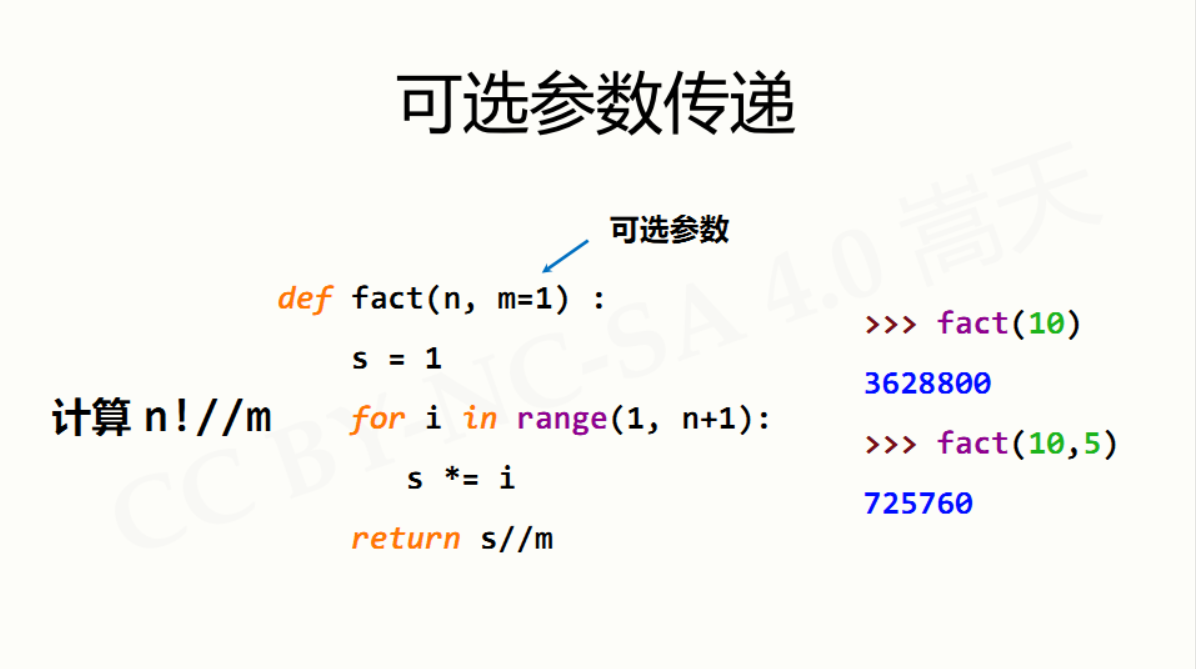 可选参数传递
可选参数
def fact(n, m=1) :
s = 1
for i in range(1, n+1):
s *= i
return s//m
计算 n!//m
>>> fact(10)
3628800
>>> fact(10,5)
725760
CC BY-NC-SA 4.0 嵩天